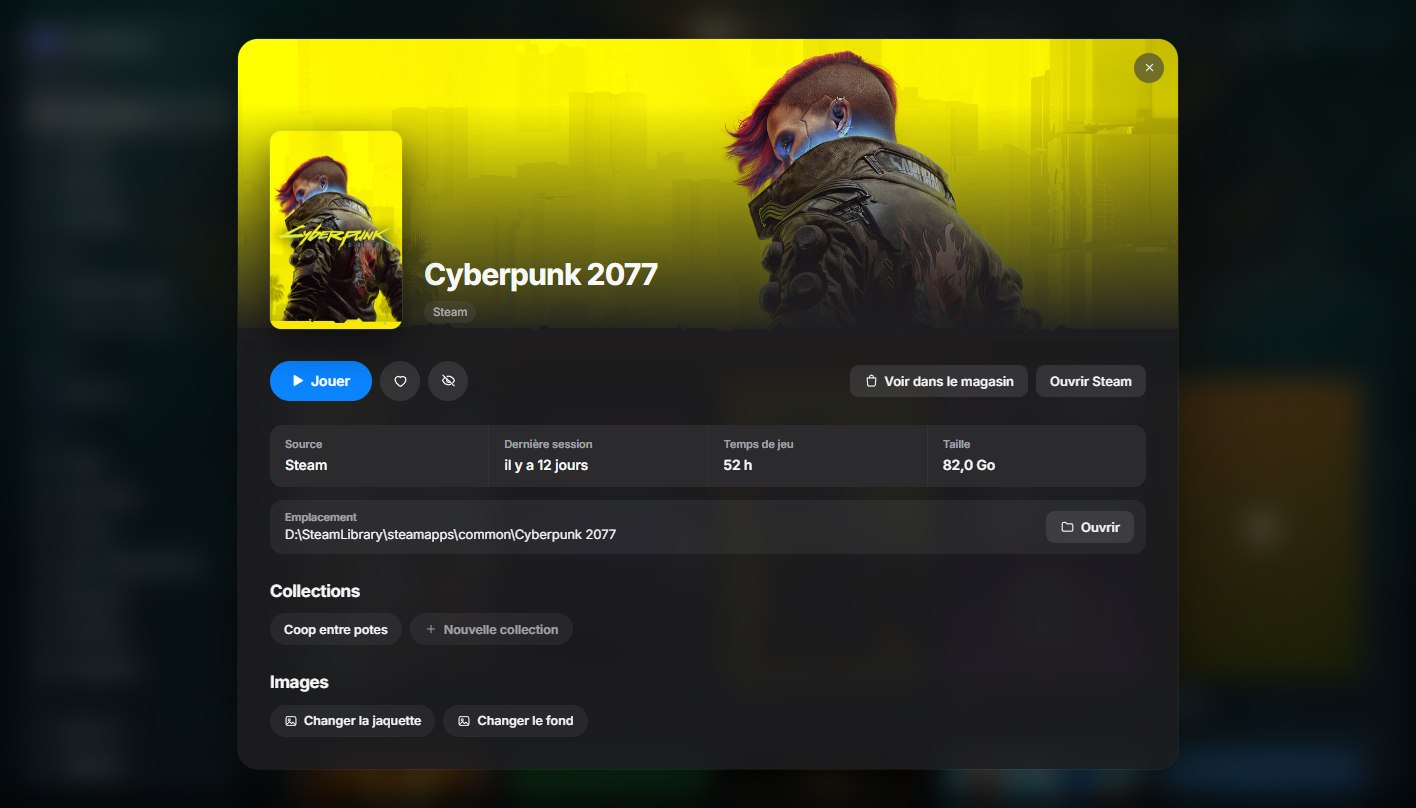 CYBERPUNK
SAMURAI
Cyberpunk 2077
Steam
Jouer
Voir dans le magasin
Ouvrir Steam
Source
Dernière session
Temps de jeu
Taille
Steam
il y a 12 jours
52 h
82,0 Go
Emplacement
D:\SteamLibrary\steamapps\common\Cyberpunk 2077
Ouvrir
Collections
Coop entre potes
+ Nouvelle collection
Images
Changer la jaquette
Changer le fond